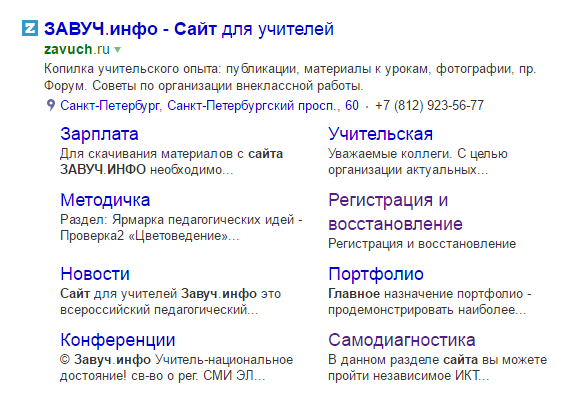 ЗАВУЧ.инфо - Сайт для учителей
zavuch.ru
Копилка учительского опыта: публикации, материалы к урокам, фотографии, пр.
Форум. Советы по организации внеклассной работы.
Санкт-Петербург, Санкт-Петербургский просп., 60 · +7 (812) 923-56-77
Зарплата
Для скачивания материалов с сайта
ЗАВУЧ.ИНФО необходимо...
Учительская
Уважаемые коллеги. С целью
организации актуальных...
Методичка
Раздел: Ярмарка педагогических идей -
Проверка2 «Цветоведение»...
Регистрация и
восстановление
Регистрация и восстановление
Новости
Сайт для учителей Завуч.инфо это
всероссийский педагогический...
Портфолио
Главное назначение портфолио -
продемонстрировать наиболее...
Конференции
© Завуч.инфо Учитель-национальное
достояние! св-во о рег. СМИ ЭЛ...
Самодиагностика
В данном разделе сайта вы можете
пройти независимое ИКТ...